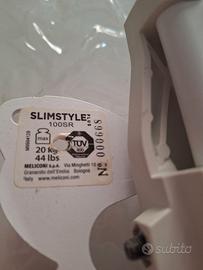 SLIMSTYLE
100SR
max
20 kg
44 lbs
TÜV
MELICONI s.p.a. Via Minghetti 10
Granarolo dell'Emilia Bologna
Italy www.meliconi.com
subito